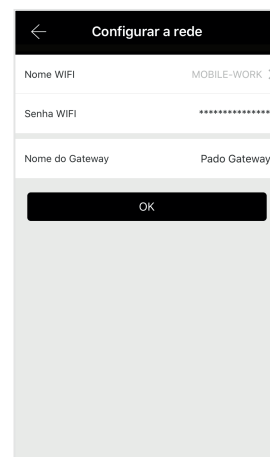 Configurar a rede
Nome WIFI MOBILE-WORK
Senha WIFI ***************
Nome do Gateway Pado Gateway
OK